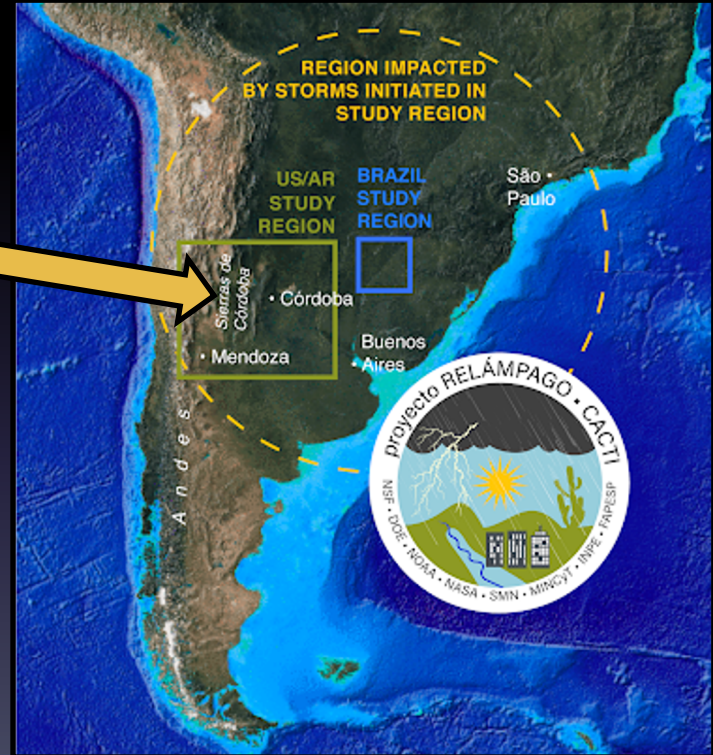 REGION IMPACTED
BY STORMS INITIATED IN
STUDY REGION
US/AR
STUDY
REGION
BRAZIL
STUDY
REGION
São
Paulo
Sierras de
Córdoba
Córdoba
Mendoza
Buenos
Aires
Andes
proyecto RELÁMPAGO • CACTI
NSF • DOE • NOAA • NASA • SMN • MINCyT • INPE • FAPESP